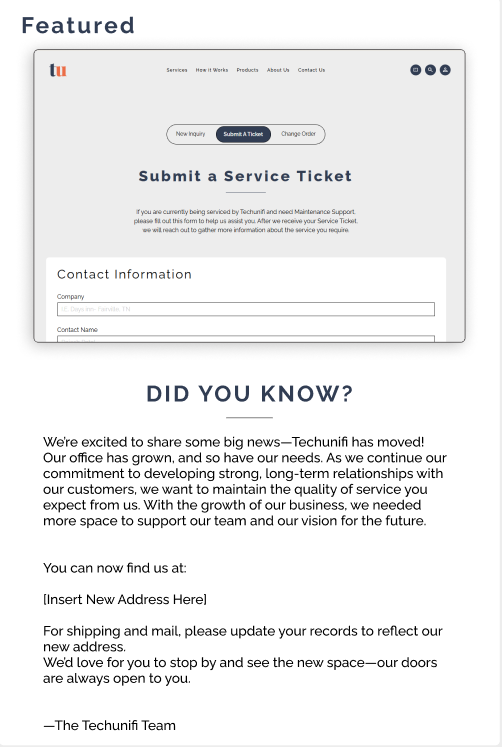 Featured
tu
Services How it Works Products About Us Contact Us
New Inquiry Submit A Ticket Change Order
Submit a Service Ticket
If you are currently being serviced by Techunifi and need Maintenance Support,
please fill out this form to help us assist you. After we receive your Service Ticket,
we will reach out to gather more information about the service you require.
Contact Information
Company
Contact Name
DID YOU KNOW?
We're excited to share some big news—Techunifi has moved!
Our office has grown, and so have our needs. As we continue our
commitment to developing strong, long-term relationships with
our customers, we want to maintain the quality of service you
expect from us. With the growth of our business, we needed
more space to support our team and our vision for the future.
You can now find us at:
[Insert New Address Here]
For shipping and mail, please update your records to reflect our
new address.
We'd love for you to stop by and see the new space—our doors
are always open to you.
—The Techunifi Team